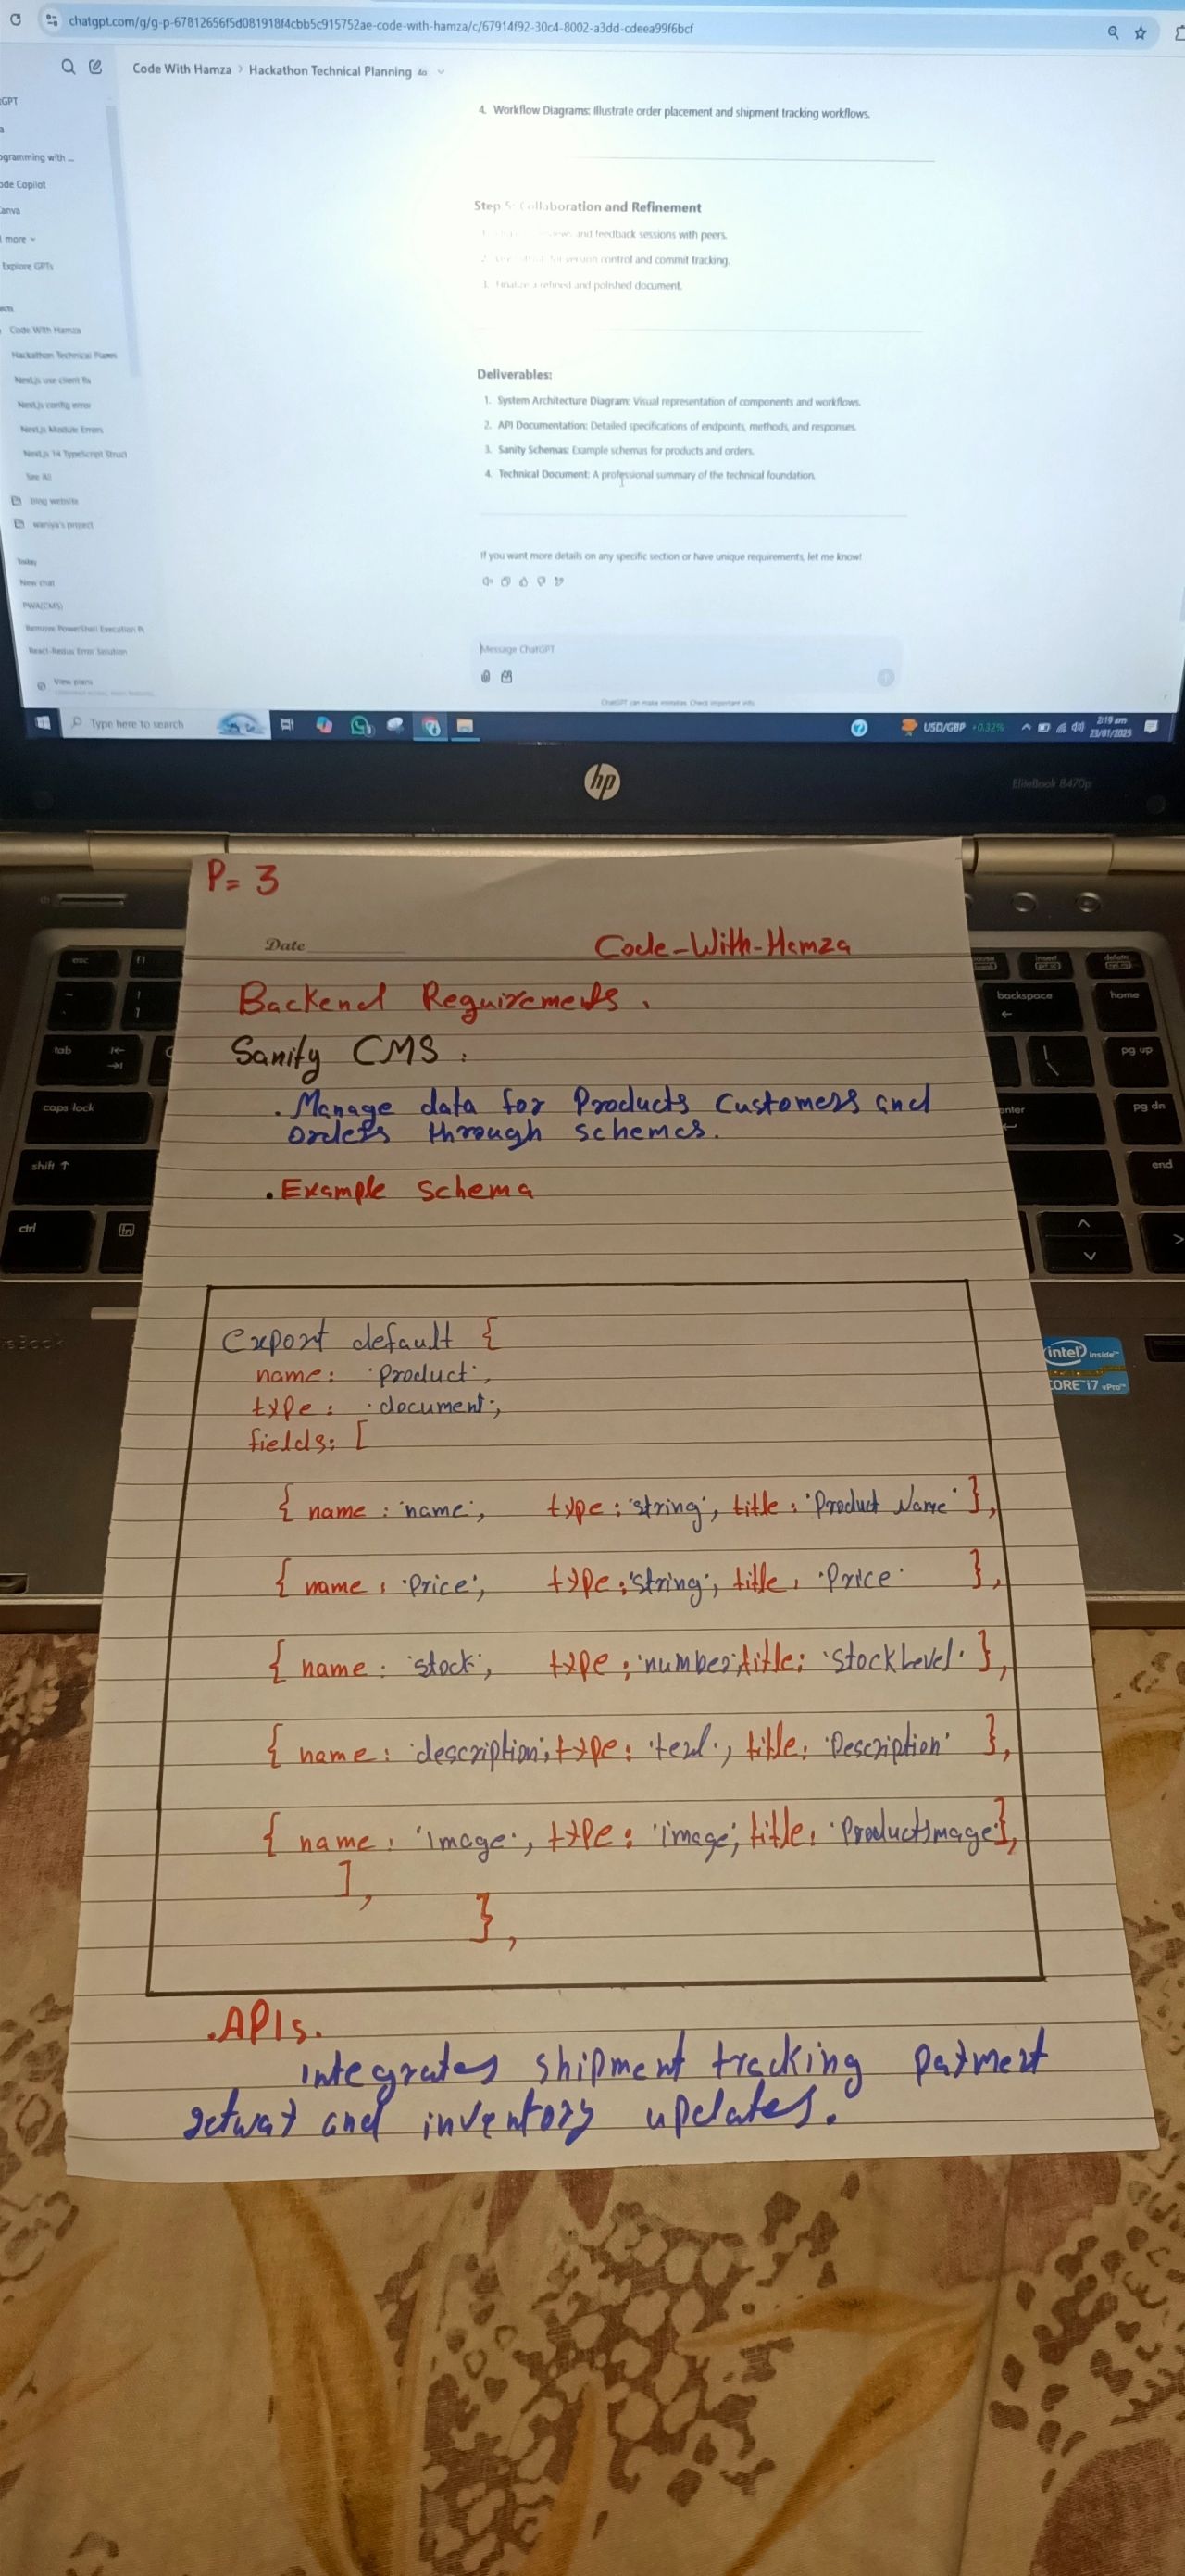 chatgpt.com/g/g-p-67812656f5d081918f4cbb5c915752ae-code-with-hamza/c/67914f92-30c4-8002-a3dd-cdeea99f6bcf
Code With Hamza > Hackathon Technical Planning 4o
GPT
ogramming with ...
ode Copilot
anva
more
Explore GPTs
Code With Hamza
Hackathon Technical Planni
Next.js use client fix
Next.js config error
Next.js Module Errors
Next.js 14 TypeScript Struct
See All
blog website
waniya's project
Today
New chat
PWA(CMS)
Remove PowerShell Execution Pi
React-Redux Error Solution
View plans
4. Workflow Diagrams: Illustrate order placement and shipment tracking workflows.
Step 5: Collaboration and Refinement
and feedback sessions with peers.
2. for version control and commit tracking.
Finalize a refined and polished document.
Deliverables:
1. System Architecture Diagram: Visual representation of components and workflows.
2. API Documentation: Detailed specifications of endpoints, methods, and responses.
3. Sanity Schemas: Example schemas for products and orders.
4. Technical Document: A professional summary of the technical foundation.
If you want more details on any specific section or have unique requirements, let me know!
Message ChatGPT
ChatGPT can make mistakes. Check important info.
Type here to search
USD/GBP +0.32%
2:19 am
23/01/2025
hp
EliteBook 8470p
P= 3
Date
Code-With-Hamza
Backend Requirements.
Sanity CMS:
. Manage data for Products Customers and
orders through schemas.
. Example schema
export default {
name: 'Product',
type: 'document',
fields: [
{ name: 'name', type: 'string', title: 'Product Name' },
{ name: 'Price', type: 'string', title: 'Price' },
{ name: 'stock', type: 'number', title: 'StockLevel' },
{ name: 'description', type: 'text', title: 'Description' },
{ name: 'Image', type: 'image', title: 'ProductImage' },
],
},
.APIs.
integrates shipment tracking patment
getwat and inventory updates.
esc
f1
tab
caps lock
shift
ctrl
fn
pause
insert
delete
backspace
home
pg up
enter
pg dn
end
intel inside
CORE i7 vPro